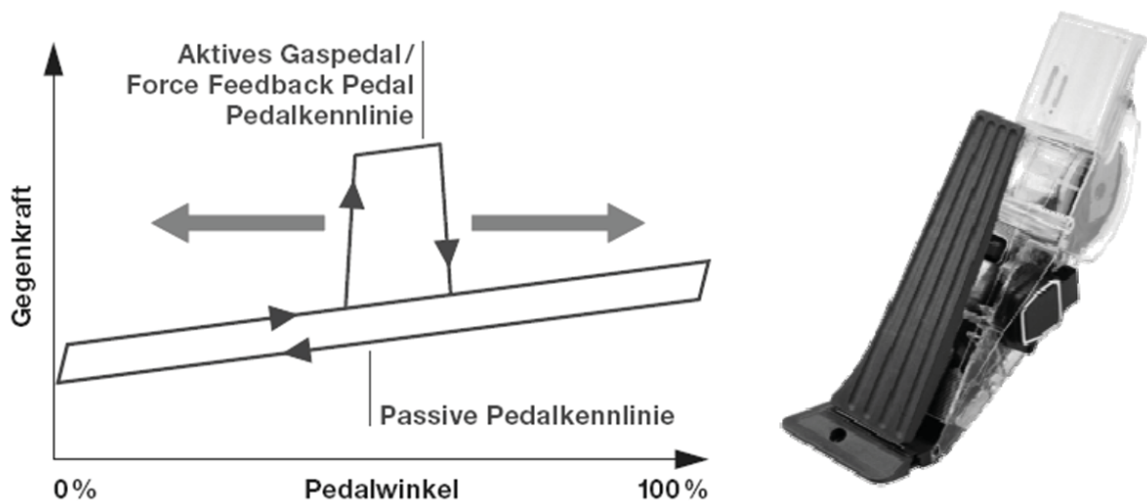 Aktives Gaspedal/
Force Feedback Pedal
Pedalkennlinie
Gegenkraft
Passive Pedalkennlinie
0 %
Pedalwinkel
100 %